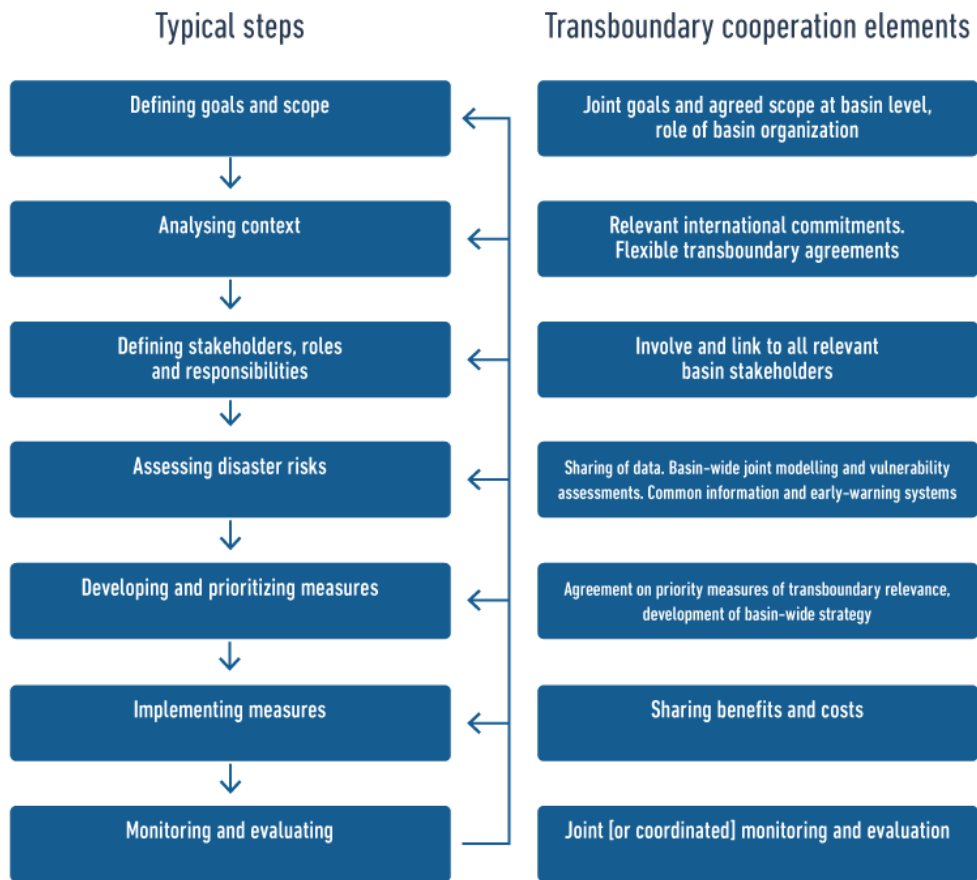 Typical steps
Transboundary cooperation elements
Defining goals and scope
Joint goals and agreed scope at basin level,
role of basin organization
Analysing context
Relevant international commitments.
Flexible transboundary agreements
Defining stakeholders, roles
and responsibilities
Involve and link to all relevant
basin stakeholders
Assessing disaster risks
Sharing of data. Basin-wide joint modelling and vulnerability
assessments. Common information and early-warning systems
Developing and prioritizing measures
Agreement on priority measures of transboundary relevance,
development of basin-wide strategy
Implementing measures
Sharing benefits and costs
Monitoring and evaluating
Joint [or coordinated] monitoring and evaluation